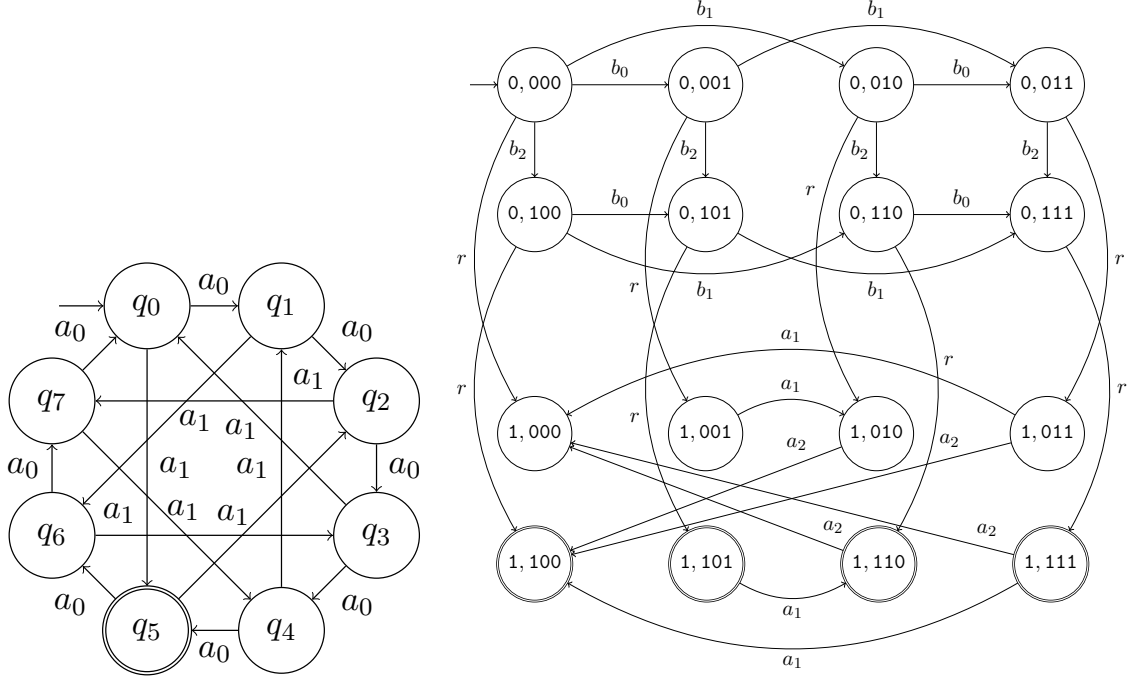 b₁ b₁
0,000 b₀ 0,001 0,010 b₀ 0,011
b₂ b₂ b₂ b₂
0,100 b₀ 0,101 0,110 b₀ 0,111
r b₁ b₁ r
r r
r r r r
a₁
1,000 1,001 a₁ 1,010 1,011
a₂ a₂
a₂ a₂
1,100 1,101 1,110 1,111
a₁
a₁
q₀ a₀ q₁
a₀ a₀
q₇ a₁ q₂
a₁ a₁
a₀ a₁ a₁ a₀
q₆ a₁ a₁ a₁ q₃
a₀ a₀
q₅ a₀ q₄